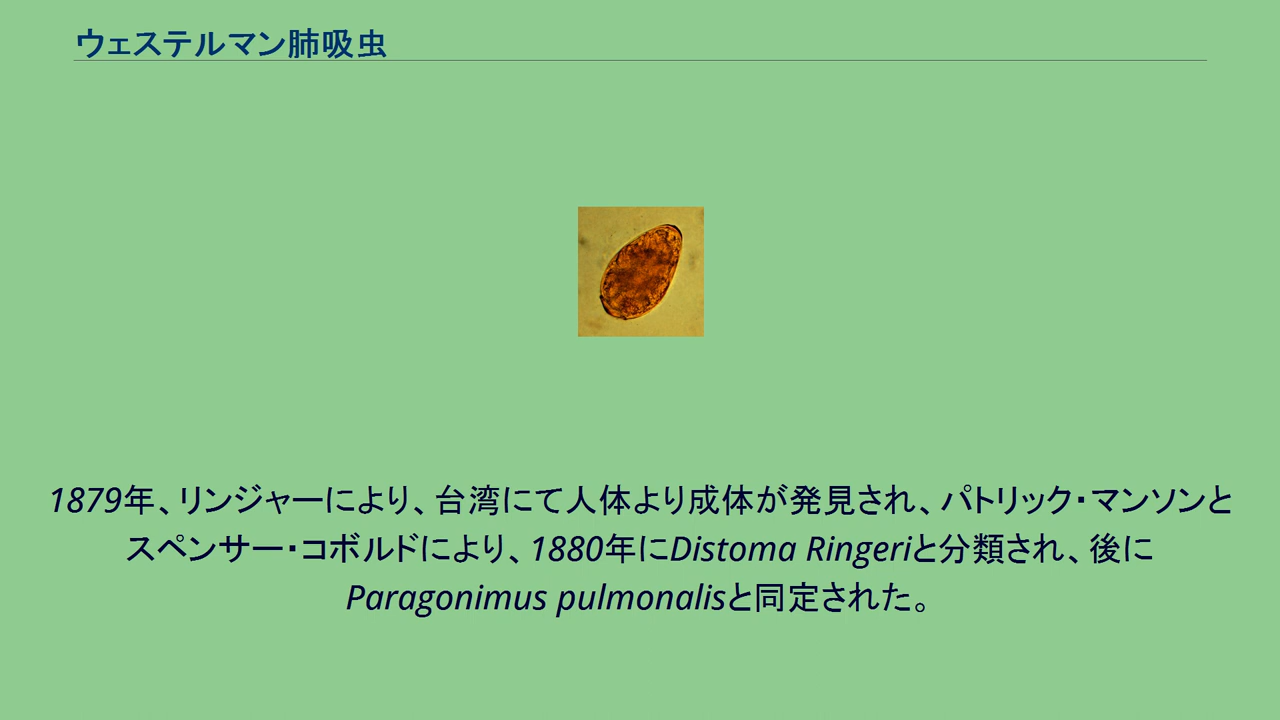 ウェステルマン肺吸虫
1879年、リンジャーにより、台湾にて人体より成体が発見され、パトリック・マンソンと
スペンサー・コボルドにより、1880年にDistoma Ringeriと分類され、後に
Paragonimus pulmonalisと同定された。